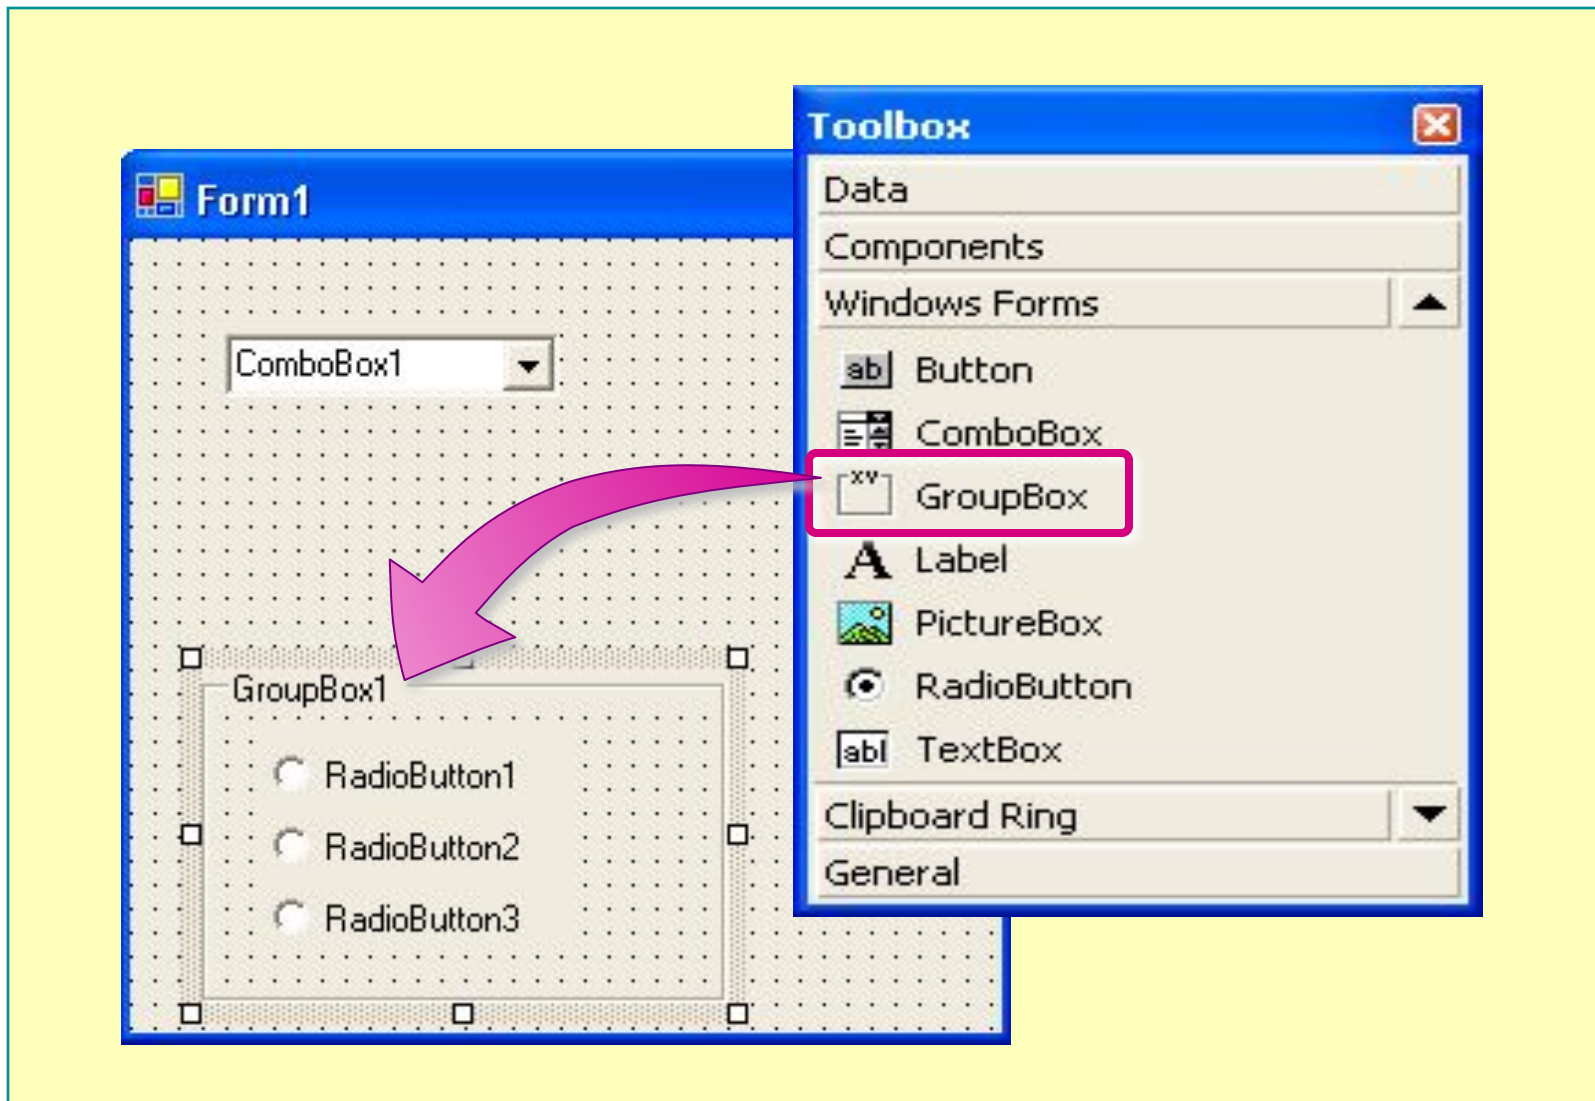 Form1
ComboBox1
GroupBox1
RadioButton1
RadioButton2
RadioButton3
Toolbox
Data
Components
Windows Forms
ab Button
ComboBox
xv GroupBox
A Label
PictureBox
RadioButton
abl TextBox
Clipboard Ring
General